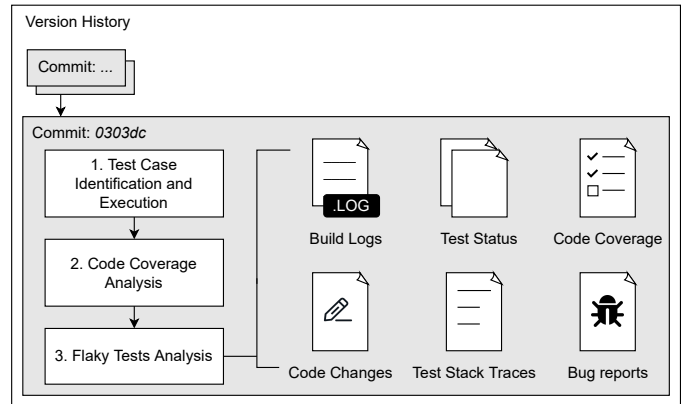 Version History
Commit: ...
Commit: 0303dc
1. Test Case
Identification and
Execution
2. Code Coverage
Analysis
3. Flaky Tests Analysis
.LOG
Build Logs
Test Status
Code Coverage
Code Changes
Test Stack Traces
Bug reports